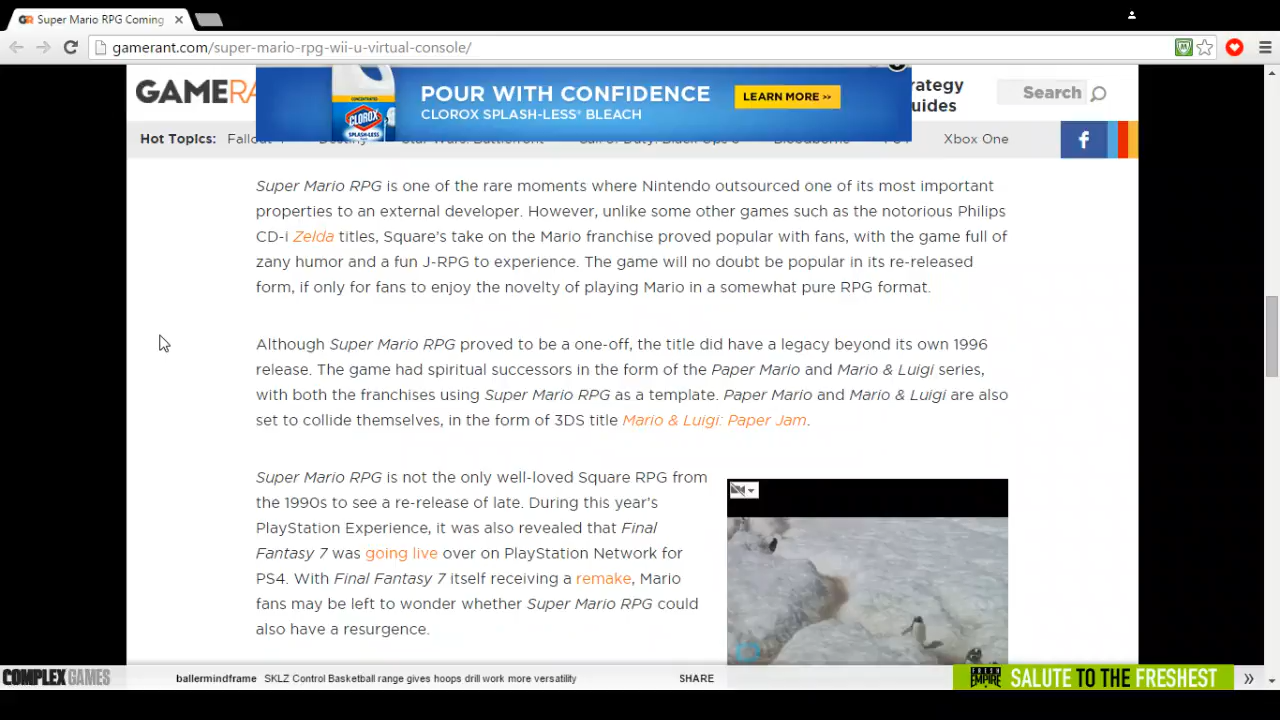 Super Mario RPG Coming
gamerant.com/super-mario-rpg-wii-u-virtual-console/
GAMERA
POUR WITH CONFIDENCE
CLOROX SPLASH-LESS® BLEACH
LEARN MORE >>
CLOROX
SPLASH-LESS
rategy
uides
Search
Hot Topics:
Xbox One
f
Super Mario RPG is one of the rare moments where Nintendo outsourced one of its most important
properties to an external developer. However, unlike some other games such as the notorious Philips
CD-i Zelda titles, Square's take on the Mario franchise proved popular with fans, with the game full of
zany humor and a fun J-RPG to experience. The game will no doubt be popular in its re-released
form, if only for fans to enjoy the novelty of playing Mario in a somewhat pure RPG format.
Although Super Mario RPG proved to be a one-off, the title did have a legacy beyond its own 1996
release. The game had spiritual successors in the form of the Paper Mario and Mario & Luigi series,
with both the franchises using Super Mario RPG as a template. Paper Mario and Mario & Luigi are also
set to collide themselves, in the form of 3DS title Mario & Luigi: Paper Jam.
Super Mario RPG is not the only well-loved Square RPG from
the 1990s to see a re-release of late. During this year's
PlayStation Experience, it was also revealed that Final
Fantasy 7 was going live over on PlayStation Network for
PS4. With Final Fantasy 7 itself receiving a remake, Mario
fans may be left to wonder whether Super Mario RPG could
also have a resurgence.
COMPLEX GAMES
ballermindframe SKLZ Control Basketball range gives hoops drill work more versatility
SHARE
FRESH EMPIRE
SALUTE TO THE FRESHEST